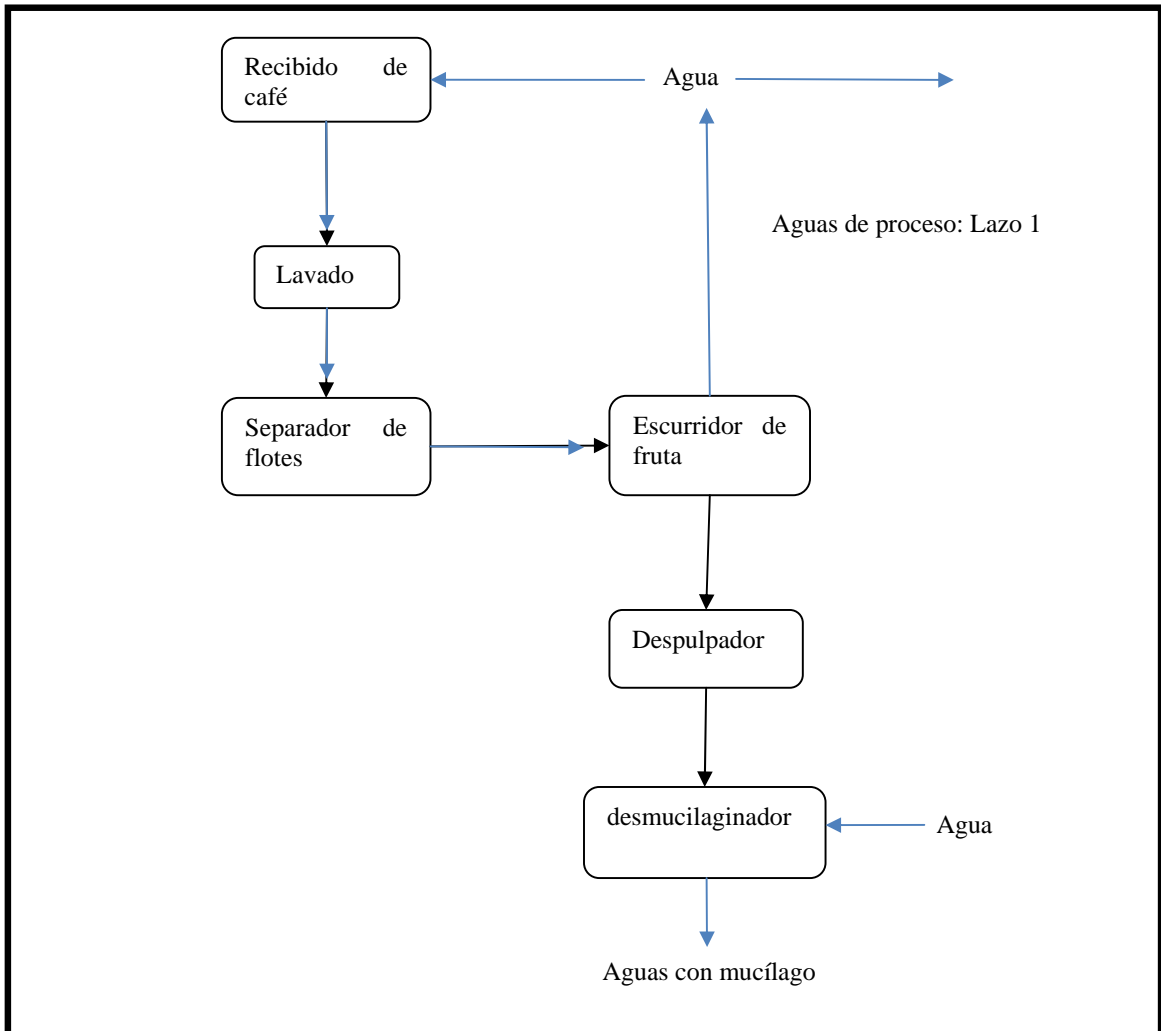 Recibido de
café
Agua
Aguas de proceso: Lazo 1
Lavado
Separador de
flotes
Escurridor de
fruta
Despulpador
desmucilaginador
Agua
Aguas con mucílago